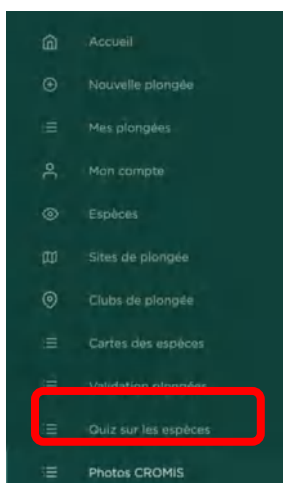 Accueil
Nouvelle plongée
Mes plongées
Mon compte
Espèces
Sites de plongée
Clubs de plongée
Cartes des espèces
Validation plongées
Quiz sur les espèces
Photos CROMIS